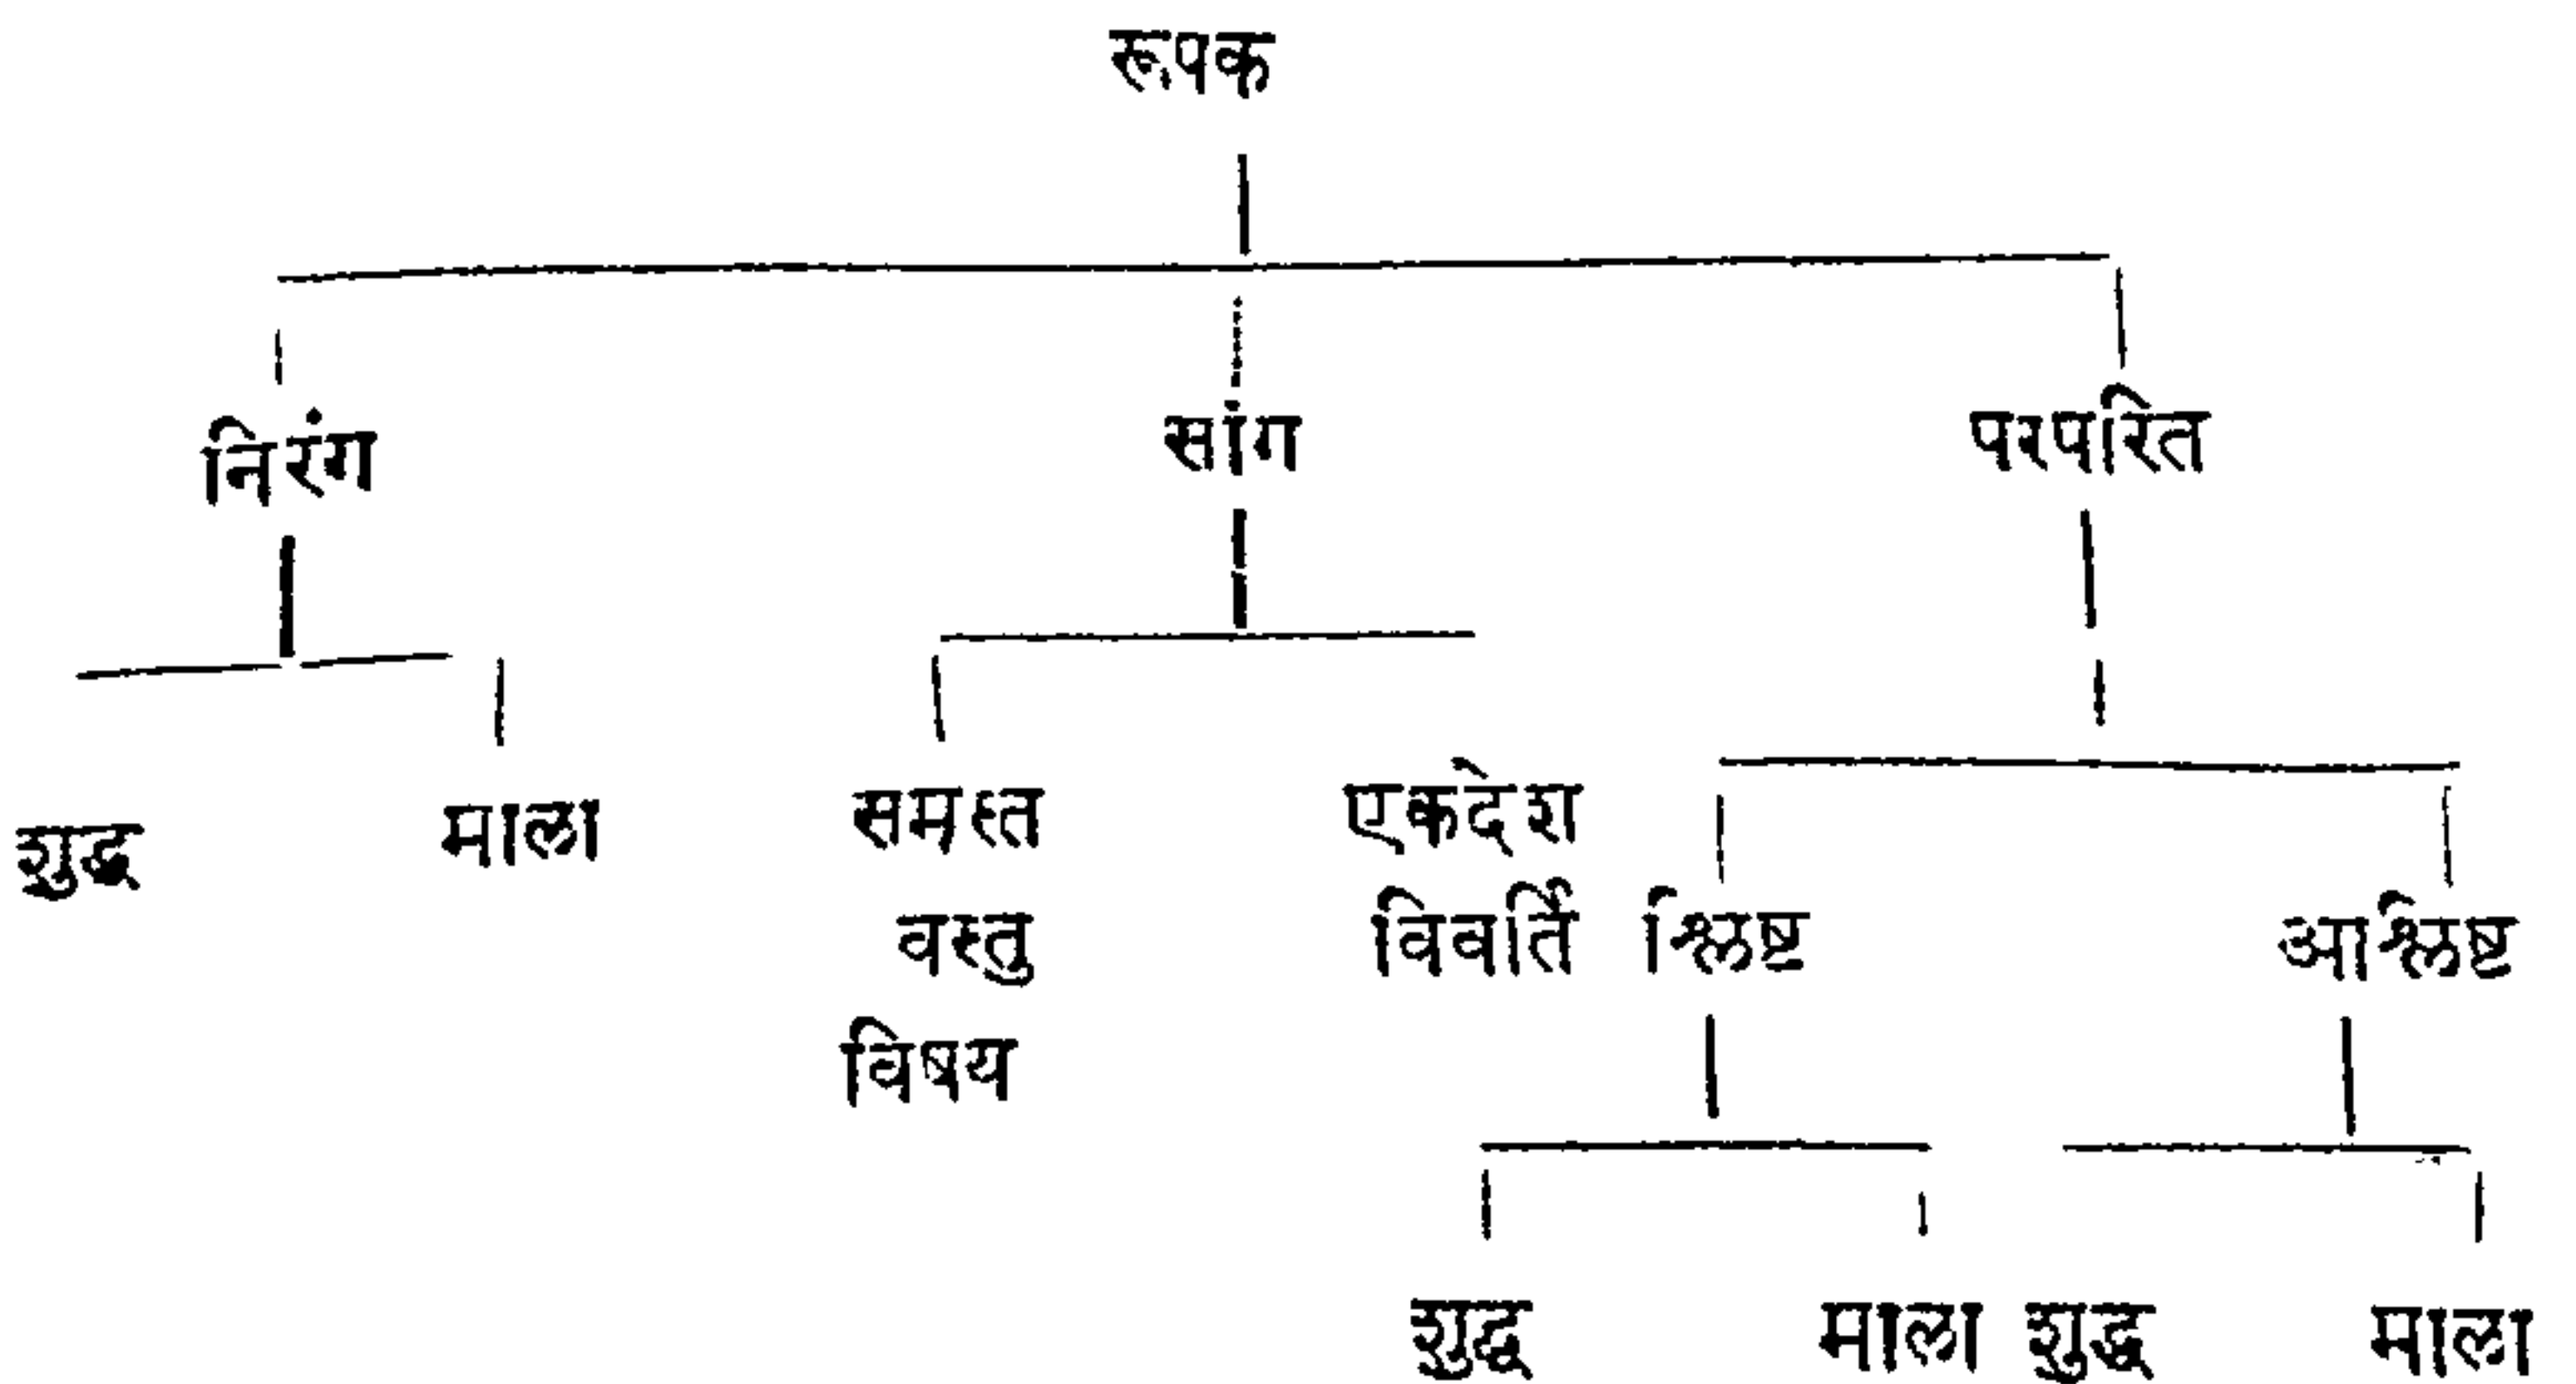 रूपक
निरंग सांग परपरित
शुद्ध माला समस्त एकदेश
वस्तु विवर्ति श्लिष्ट आश्लिष्ट
विषय
शुद्ध माला शुद्ध माला